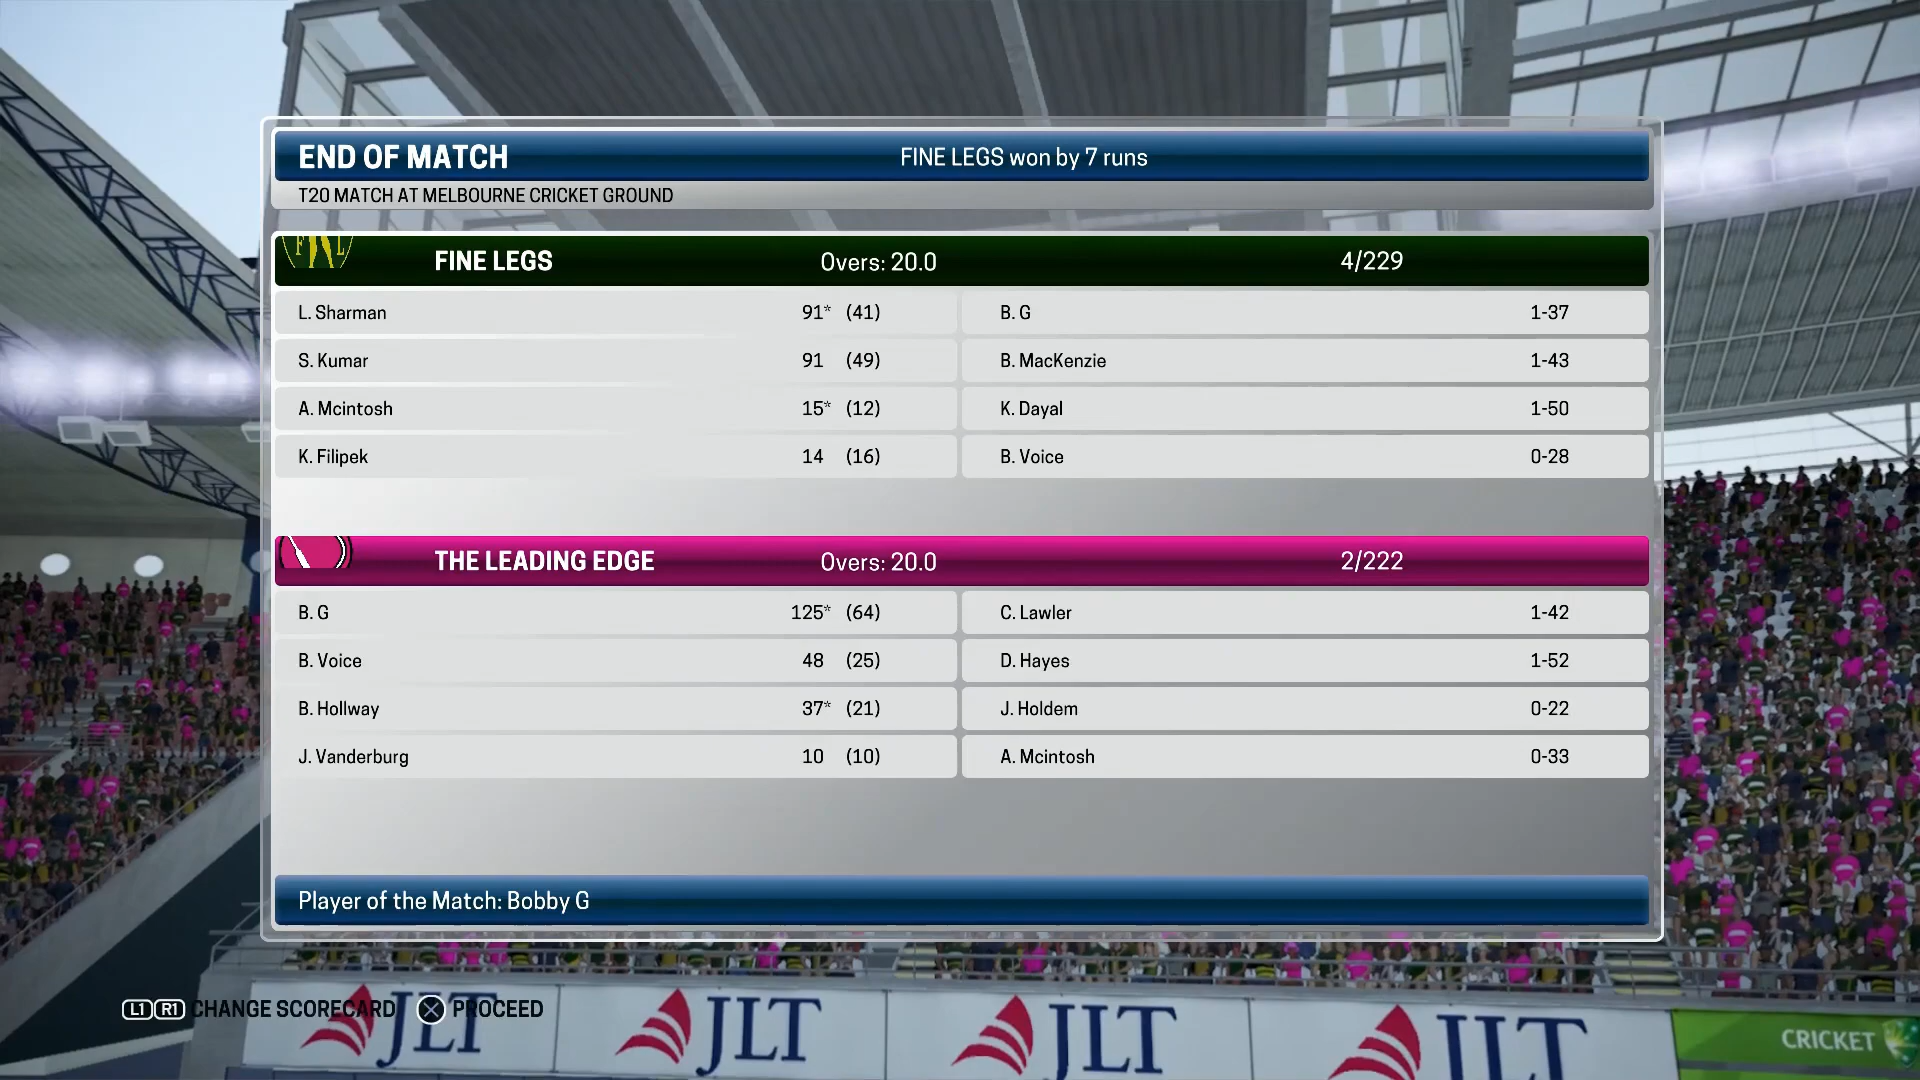 END OF MATCH
FINE LEGS won by 7 runs
T20 MATCH AT MELBOURNE CRICKET GROUND
F L
FINE LEGS Overs: 20.0 4/229
L. Sharman 91* (41) B. G 1-37
S. Kumar 91 (49) B. MacKenzie 1-43
A. Mcintosh 15* (12) K. Dayal 1-50
K. Filipek 14 (16) B. Voice 0-28
THE LEADING EDGE Overs: 20.0 2/222
B. G 125* (64) C. Lawler 1-42
B. Voice 48 (25) D. Hayes 1-52
B. Hollway 37* (21) J. Holdem 0-22
J. Vanderburg 10 (10) A. Mcintosh 0-33
Player of the Match: Bobby G
L1 R1 CHANGE SCORECARD PROCEED
JLT JLT JLT JLT CRICKET